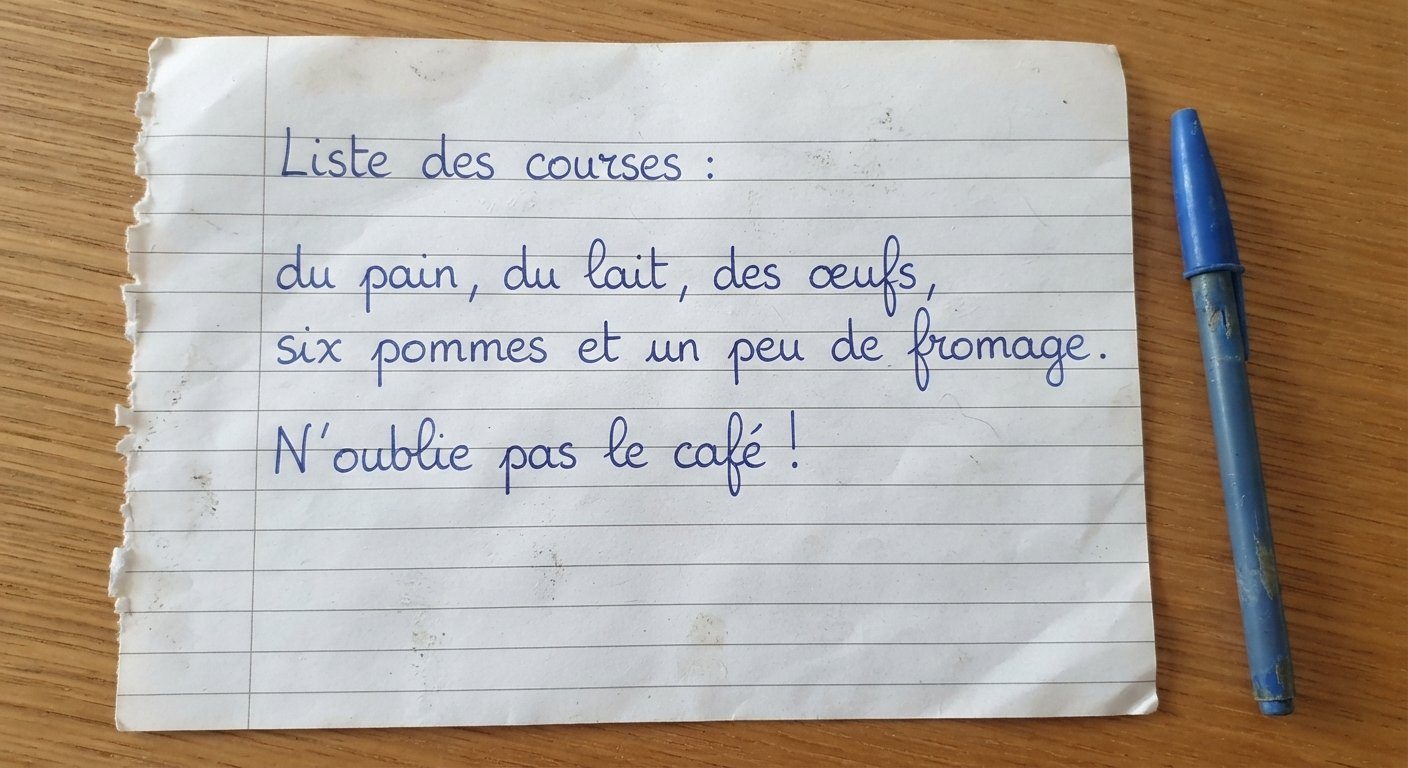 Liste des courses :
du pain, du lait, des œufs,
six pommes et un peu de fromage.
N'oublie pas le café !